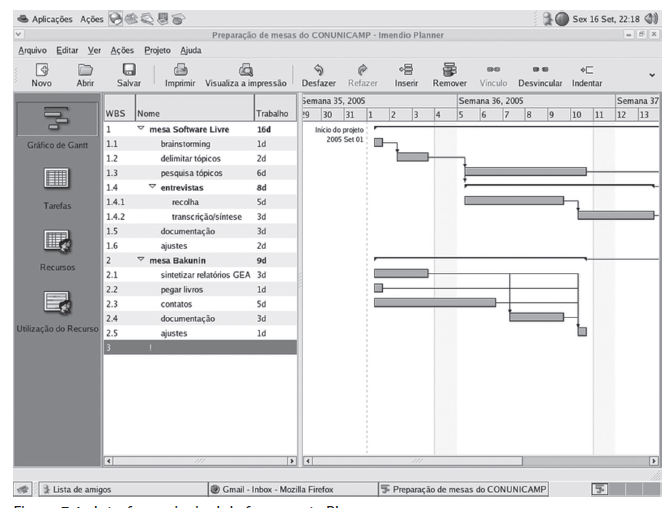 Aplicações Ações Sex 16 Set, 22:18
Preparação de mesas do CONUNICAMP - Imendio Planner
Arquivo Editar Ver Ações Projeto Ajuda
Novo Abrir Salvar Imprimir Visualiza a impressão Desfazer Refazer Inserir Remover Vínculo Desvincular Indentar
Semana 35, 2005 Semana 36, 2005 Semana 37
WBS Nome Trabalho 29 30 31 1 2 3 4 5 6 7 8 9 10 11 12 13
Gráfico de Gantt
Tarefas
Recursos
Utilização do Recurso
1 mesa Software Livre 16d
1.1 brainstorming 1d
1.2 delimitar tópicos 2d
1.3 pesquisa tópicos 6d
1.4 entrevistas 8d
1.4.1 recolha 5d
1.4.2 transcrição/síntese 3d
1.5 documentação 3d
1.6 ajustes 2d
2 mesa Bakunin 9d
2.1 sintetizar relatórios GEA 3d
2.2 pegar livros 1d
2.3 contatos 5d
2.4 documentação 3d
2.5 ajustes 1d
3 !
Início do projeto
2005 Set 01
Lista de amigos Gmail - Inbox - Mozilla Firefox Preparação de mesas do CONUNICAMP